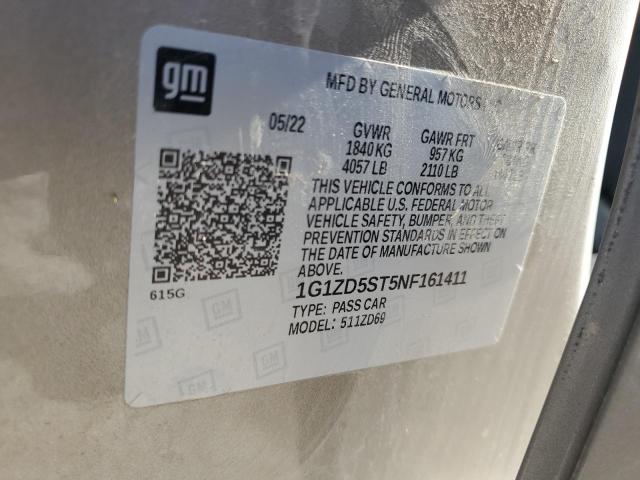 gm
MFD BY GENERAL MOTORS
05/22 GVWR GAWR FRT
1840 KG 957 KG
4057 LB 2110 LB
THIS VEHICLE CONFORMS TO ALL
APPLICABLE U.S. FEDERAL MOTOR
VEHICLE SAFETY, BUMPER, AND THEFT
PREVENTION STANDARDS IN EFFECT ON
THE DATE OF MANUFACTURE SHOWN
ABOVE.
615G
1G1ZD5ST5NF161411
TYPE: PASS CAR
MODEL: 511ZD69